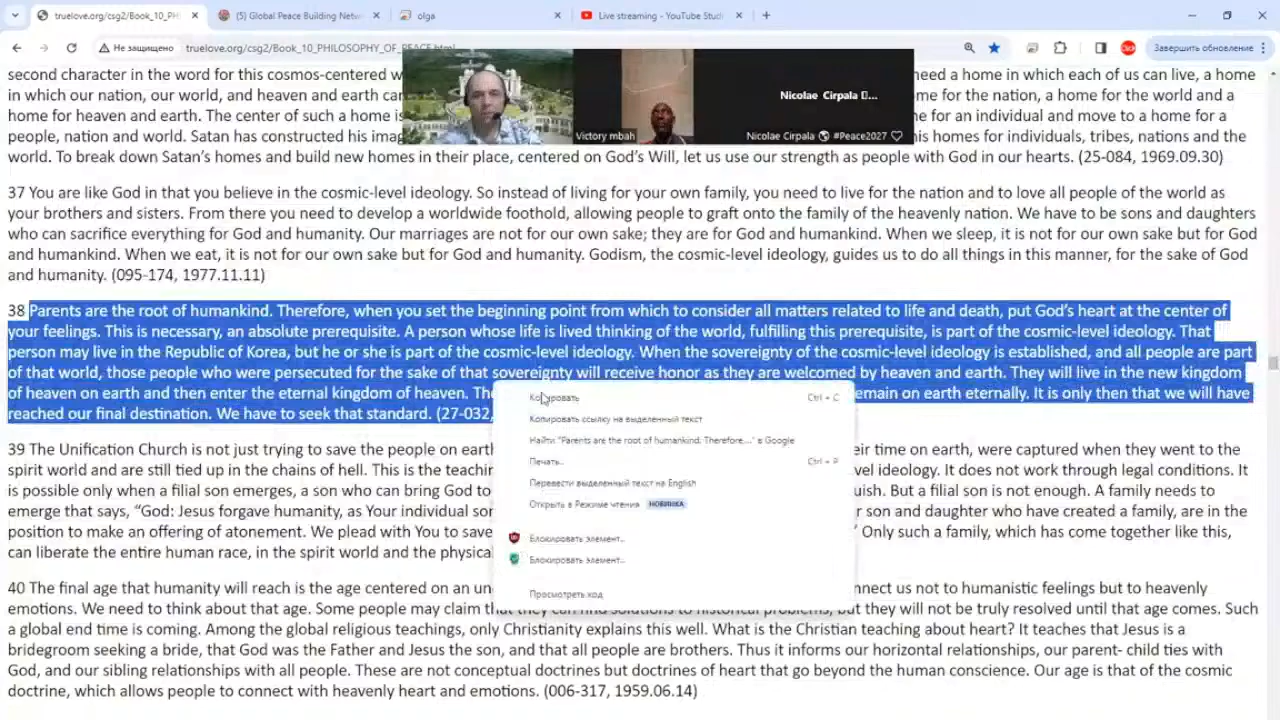 truelove.org/csg2/Book_10_PHI
(5) Global Peace Building Netw
olga
Live streaming - YouTube Studi
Не защищено
truelove.org/csg2/Book_10_PHILOSOPHY_OF_PEACE.html
Завершить обновление
Victory mbah
Nicolae Cirpala
Nicolae Cirpala #Peace2027
second character in the word for this cosmos-centered w
need a home in which each of us can live, a home
in which our nation, our world, and heaven and earth can
me for the nation, a home for the world and a
home for heaven and earth. The center of such a home is
for an individual and move to a home for a
people, nation and world. Satan has constructed his imag
his homes for individuals, tribes, nations and the
world. To break down Satan's homes and build new homes in their place, centered on God's Will, let us use our strength as people with God in our hearts. (25-084, 1969.09.30)
37 You are like God in that you believe in the cosmic-level ideology. So instead of living for your own family, you need to live for the nation and to love all people of the world as
your brothers and sisters. From there you need to develop a worldwide foothold, allowing people to graft onto the family of the heavenly nation. We have to be sons and daughters
who can sacrifice everything for God and humanity. Our marriages are not for our own sake; they are for God and humankind. When we sleep, it is not for our own sake but for God
and humankind. When we eat, it is not for our own sake but for God and humanity. Godism, the cosmic-level ideology, guides us to do all things in this manner, for the sake of God
and humanity. (095-174, 1977.11.11)
38 Parents are the root of humankind. Therefore, when you set the beginning point from which to consider all matters related to life and death, put God's heart at the center of
your feelings. This is necessary, an absolute prerequisite. A person whose life is lived thinking of the world, fulfilling this prerequisite, is part of the cosmic-level ideology. That
person may live in the Republic of Korea, but he or she is part of the cosmic-level ideology. When the sovereignty of the cosmic-level ideology is established, and all people are part
of that world, those people who were persecuted for the sake of that sovereignty will receive honor as they are welcomed by heaven and earth. They will live in the new kingdom
of heaven on earth and then enter the eternal kingdom of heaven. The
remain on earth eternally. It is only then that we will have
reached our final destination. We have to seek that standard. (27-032,
Копировать Ctrl + C
Копировать ссылку на выделенный текст
Найти "Parents are the root of humankind. Therefore,..." в Google
Печать... Ctrl + P
Перевести выделенный текст на English
Открыть в Режиме чтения НОВИНКА
Блокировать элемент...
Блокировать элемент...
Просмотреть код
39 The Unification Church is not just trying to save the people on earth
eir time on earth, were captured when they went to the
spirit world and are still tied up in the chains of hell. This is the teachin
vel ideology. It does not work through legal conditions. It
is possible only when a filial son emerges, a son who can bring God to
uish. But a filial son is not enough. A family needs to
emerge that says, "God: Jesus forgave humanity, as Your individual son
r son and daughter who have created a family, are in the
position to make an offering of atonement. We plead with You to save
" Only such a family, which has come together like this,
can liberate the entire human race, in the spirit world and the physica
40 The final age that humanity will reach is the age centered on an un
nnect us not to humanistic feelings but to heavenly
emotions. We need to think about that age. Some people may claim that they can find solutions to historical problems, but they will not be truly resolved until that age comes. Such
a global end time is coming. Among the global religious teachings, only Christianity explains this well. What is the Christian teaching about heart? It teaches that Jesus is a
bridegroom seeking a bride, that God was the Father and Jesus the son, and that all people are brothers. Thus it informs our horizontal relationships, our parent- child ties with
God, and our sibling relationships with all people. These are not conceptual doctrines but doctrines of heart that go beyond the human conscience. Our age is that of the cosmic
doctrine, which allows people to connect with heavenly heart and emotions. (006-317, 1959.06.14)